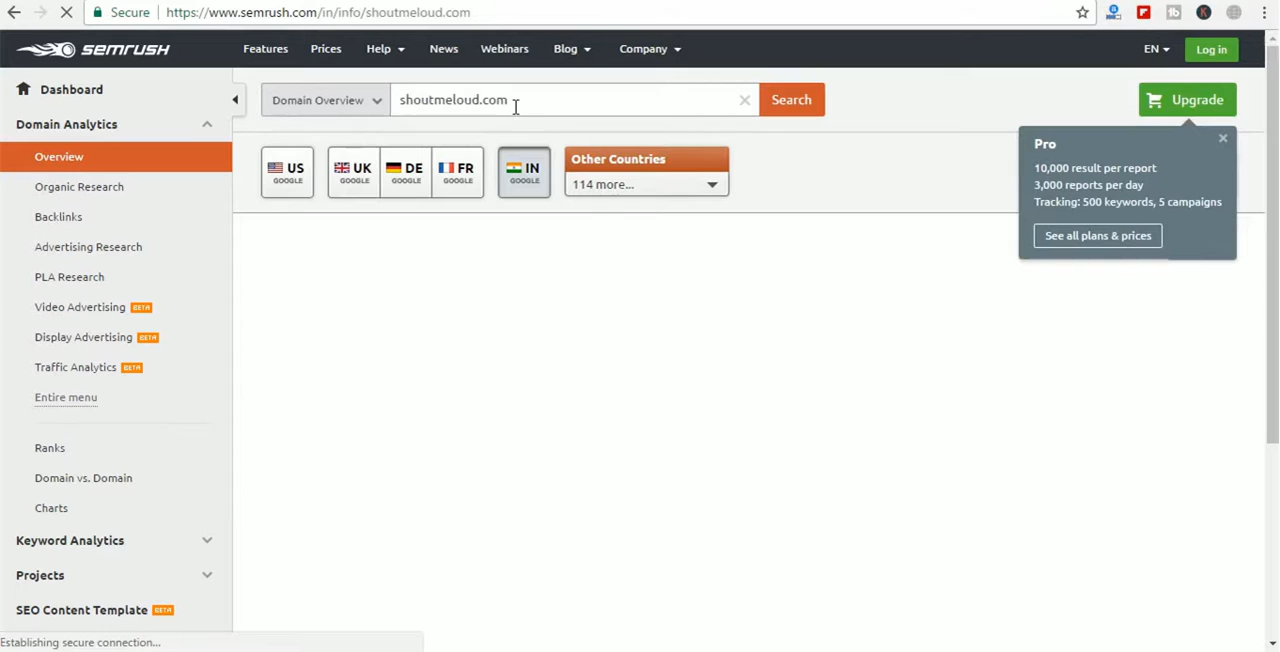 Secure https://www.semrush.com/in/info/shoutmeloud.com
SEMRUSH Features Prices Help News Webinars Blog Company EN Log in
Dashboard
Domain Overview shoutmeloud.com Search Upgrade
Domain Analytics
Overview
Organic Research
Backlinks
Advertising Research
PLA Research
Video Advertising BETA
Display Advertising BETA
Traffic Analytics BETA
Entire menu
Ranks
Domain vs. Domain
Charts
Keyword Analytics
Projects
SEO Content Template BETA
Establishing secure connection...
US GOOGLE
UK GOOGLE
DE GOOGLE
FR GOOGLE
IN GOOGLE
Other Countries
114 more...
Pro
10,000 result per report
3,000 reports per day
Tracking: 500 keywords, 5 campaigns
See all plans & prices